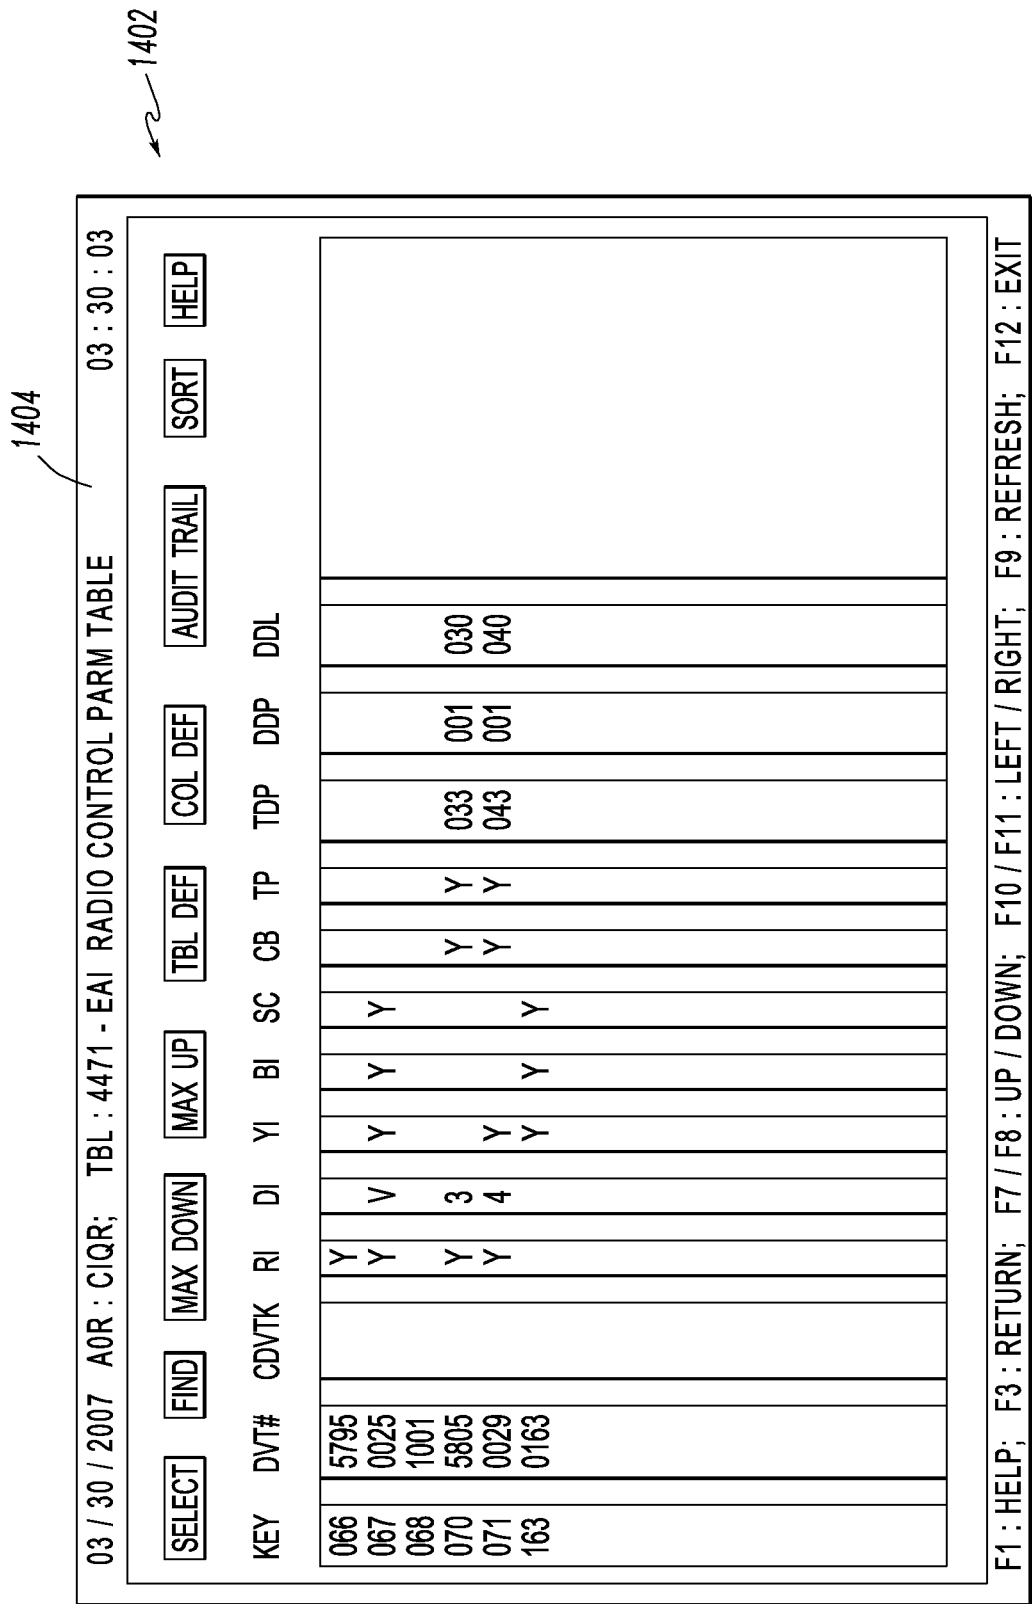 1402
1404
03 / 30 / 2007 A0R : CIQR; TBL : 4471 - EAI RADIO CONTROL PARM TABLE 03 : 30 : 03
SELECT FIND MAX DOWN MAX UP TBL DEF COL DEF AUDIT TRAIL SORT HELP
KEY DVT# CDVTK RI DI YI BI SC CB TP TDP DDP DDL
066 5795 Y
067 0025 Y V Y Y Y
068 1001
070 5805 Y 3 Y Y 033 001 030
071 0029 Y 4 Y Y Y 043 001 040
163 0163 Y Y Y
F1 : HELP; F3 : RETURN; F7 / F8 : UP / DOWN; F10 / F11 : LEFT / RIGHT; F9 : REFRESH; F12 : EXIT